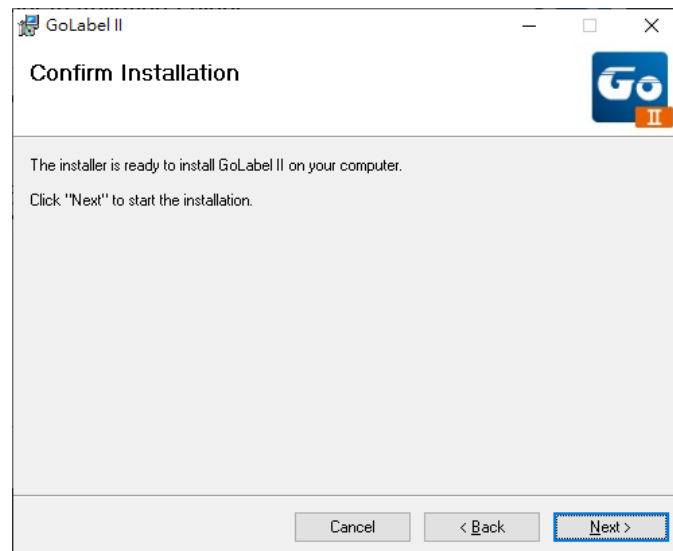 GoLabel II
Confirm Installation
Go
II
The installer is ready to install GoLabel II on your computer.
Click "Next" to start the installation.
Cancel
< Back
Next >